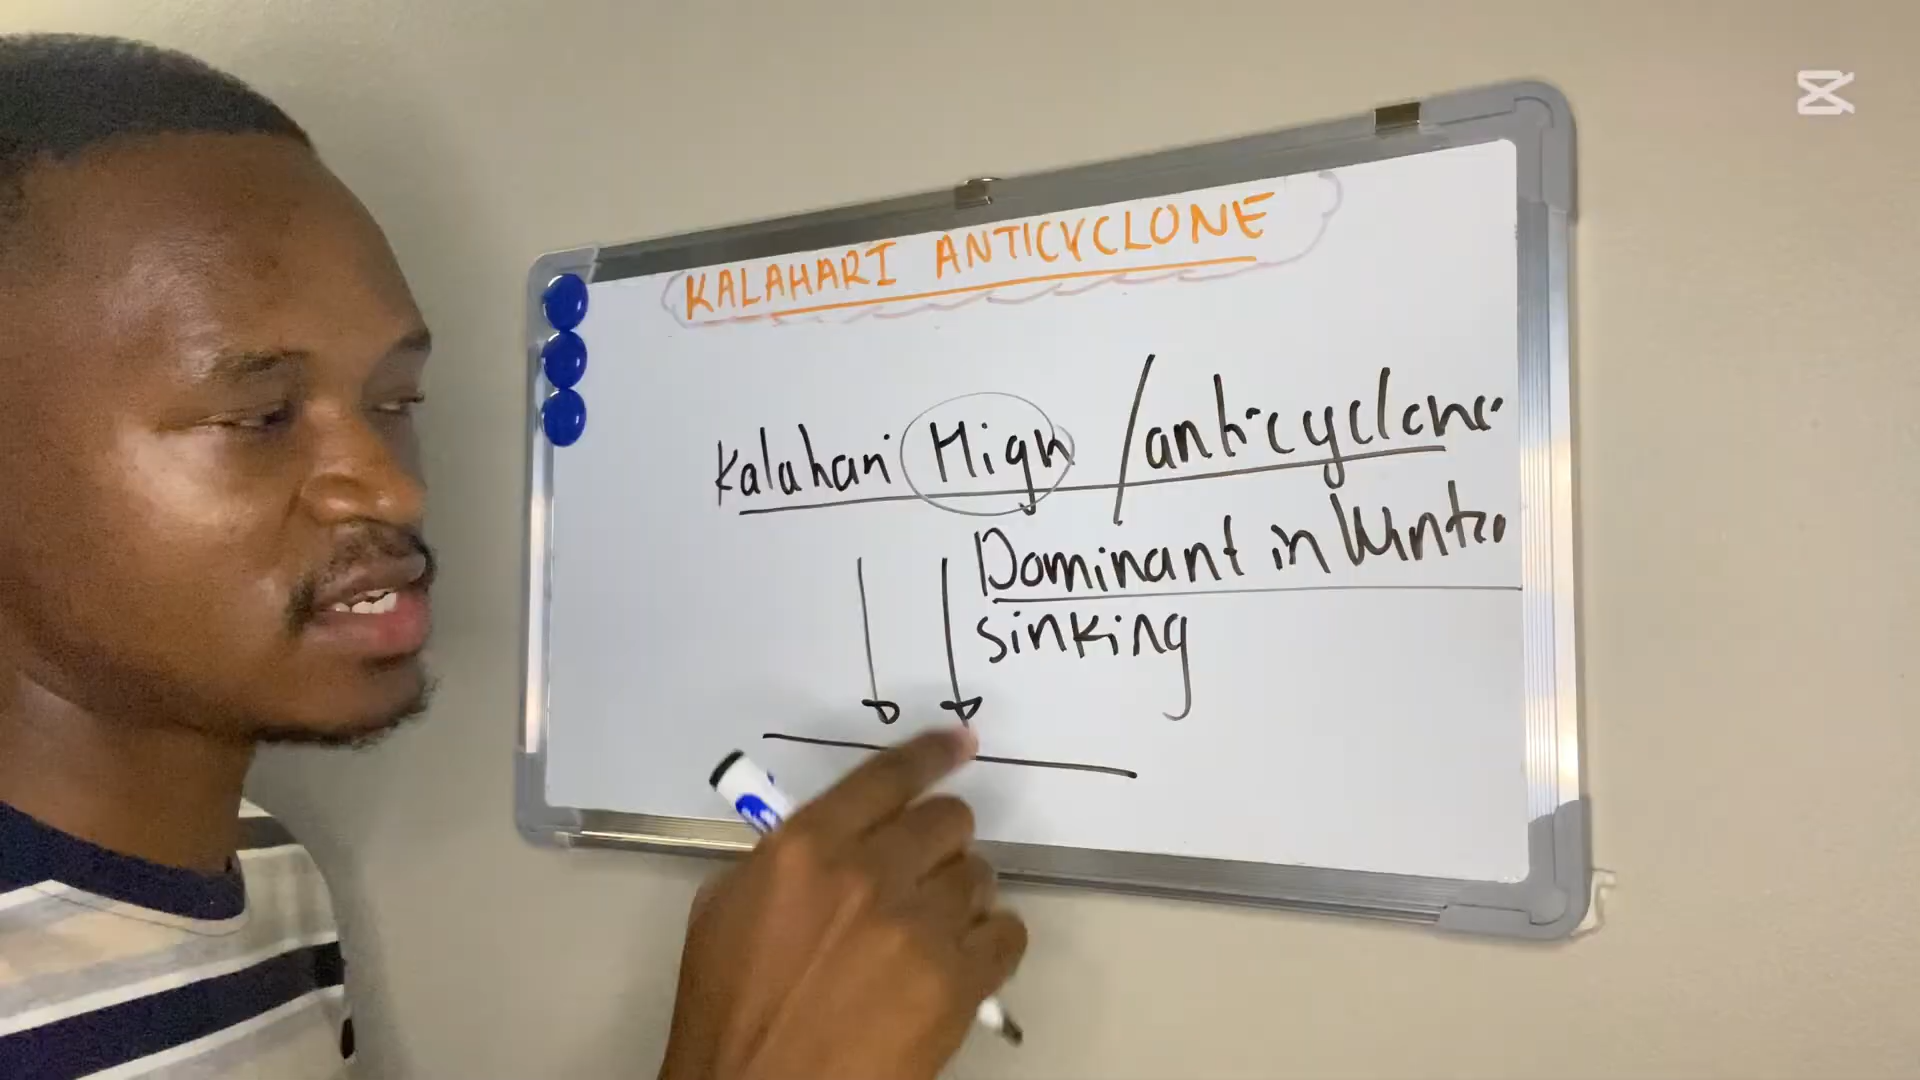 KALAHARI ANTICYCLONE
Kalahari High / anticyclone
Dominant in Winter
sinking